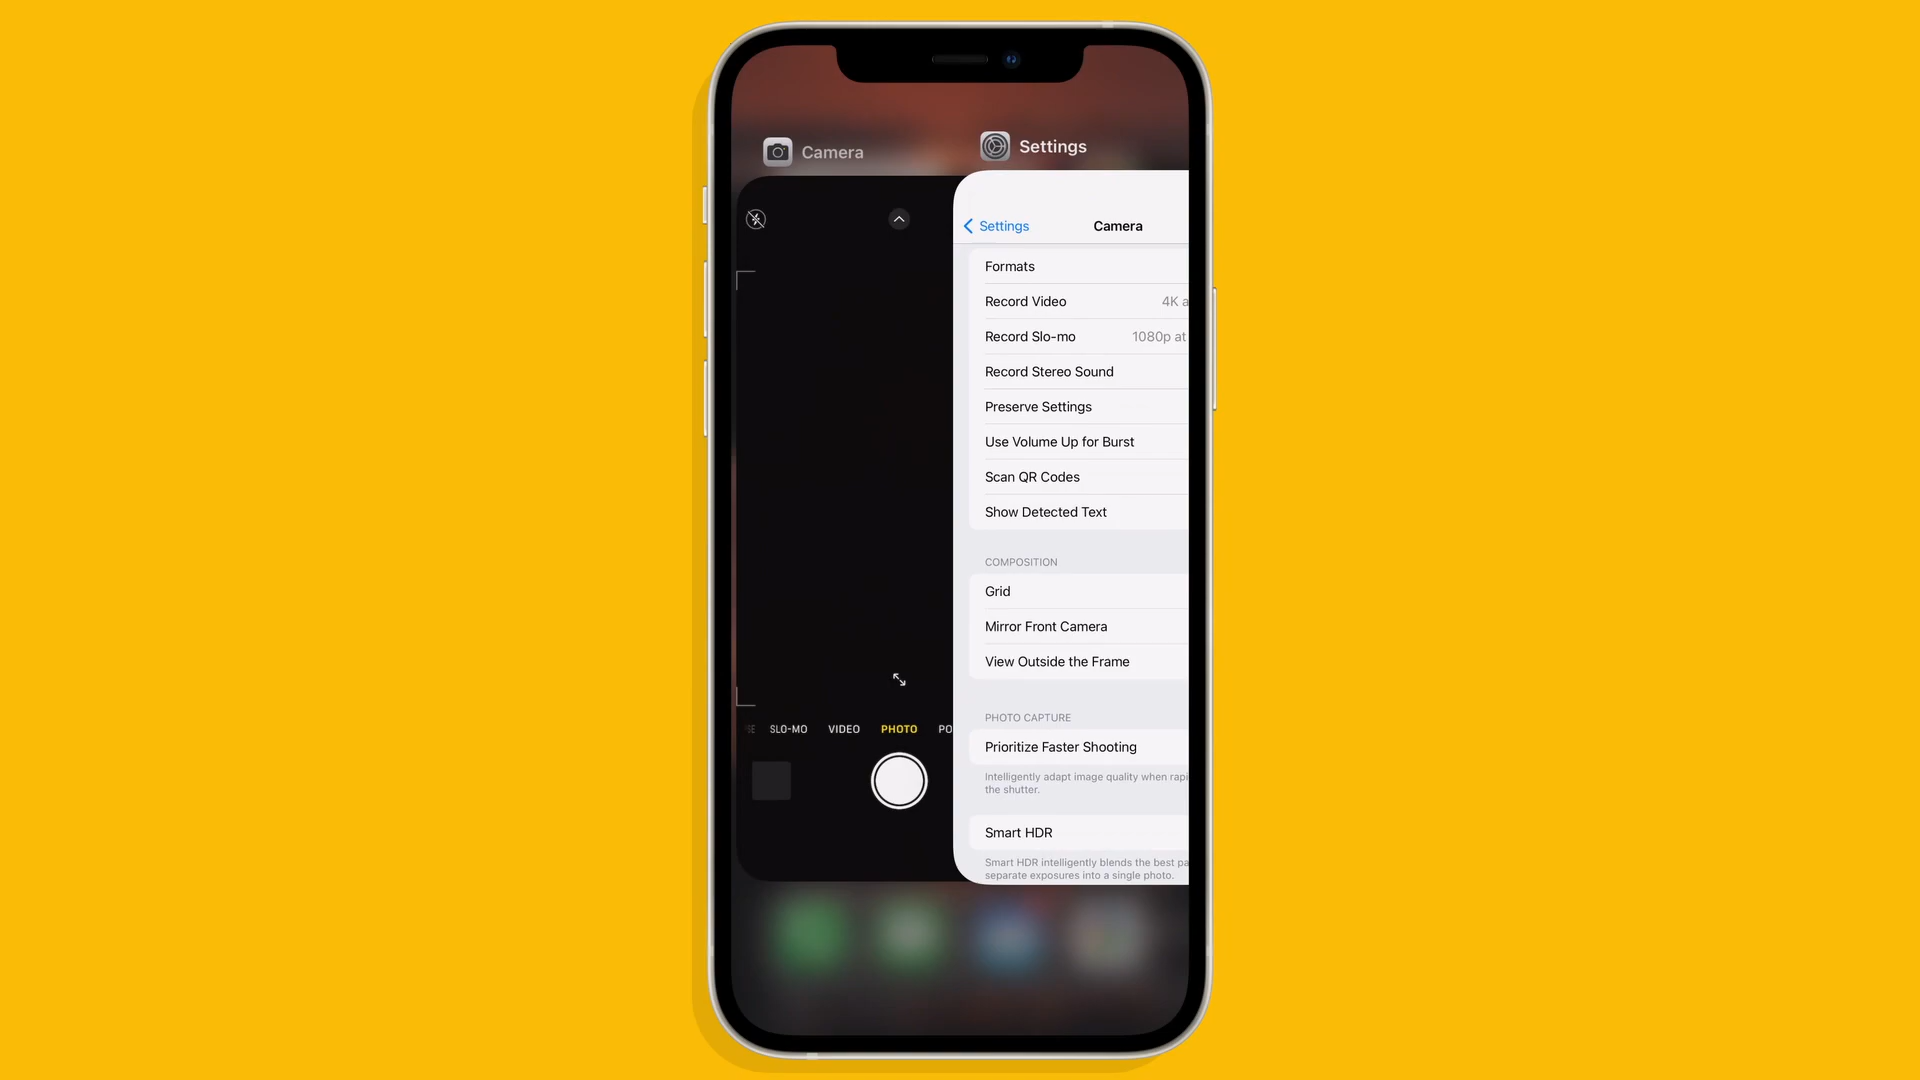 Camera
Settings
Settings
Camera
Formats
Record Video 4K a
Record Slo-mo 1080p at
Record Stereo Sound
Preserve Settings
Use Volume Up for Burst
Scan QR Codes
Show Detected Text
COMPOSITION
Grid
Mirror Front Camera
View Outside the Frame
PHOTO CAPTURE
Prioritize Faster Shooting
Intelligently adapt image quality when rapi
the shutter.
Smart HDR
Smart HDR intelligently blends the best pa
separate exposures into a single photo.
SLO-MO VIDEO PHOTO PO